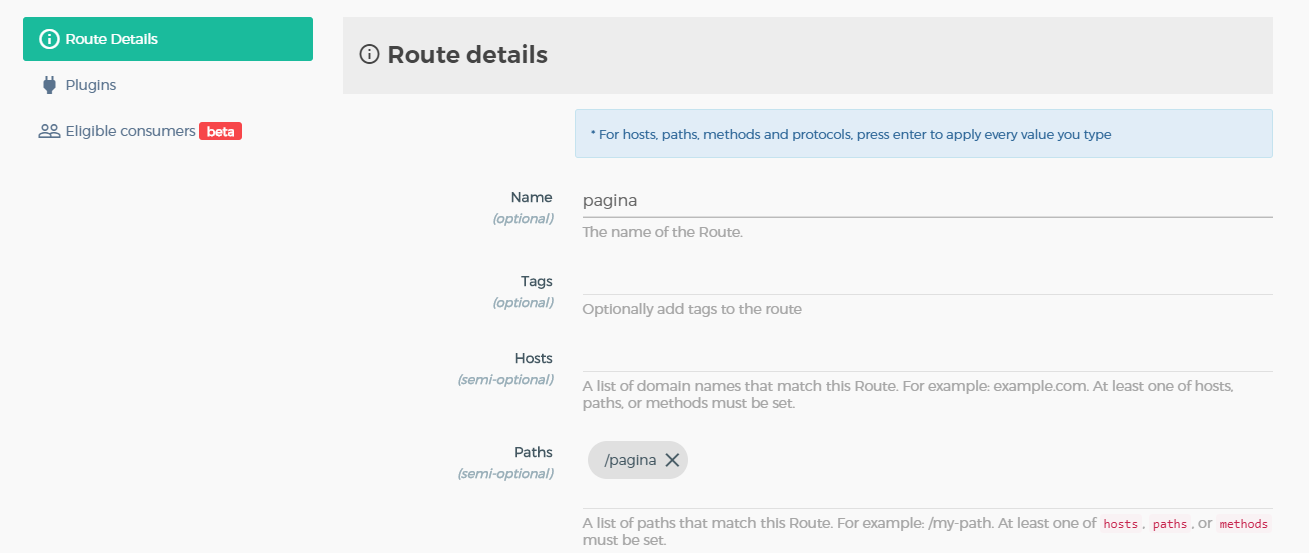 Route Details
Plugins
Eligible consumers beta
Route details
* For hosts, paths, methods and protocols, press enter to apply every value you type
Name
(optional)
pagina
The name of the Route.
Tags
(optional)
Optionally add tags to the route
Hosts
(semi-optional)
A list of domain names that match this Route. For example: example.com. At least one of hosts,
paths, or methods must be set.
Paths
(semi-optional)
/pagina
A list of paths that match this Route. For example: /my-path. At least one of hosts, paths, or methods
must be set.